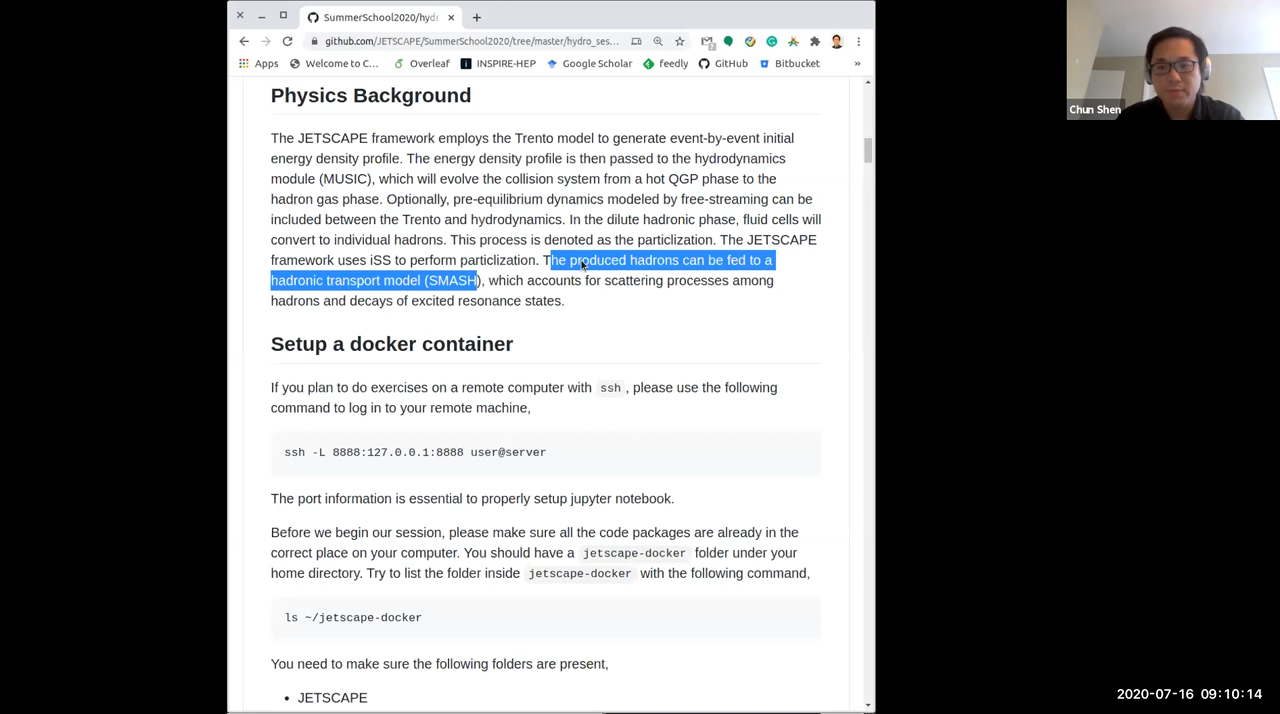 SummerSchool2020/hydr
github.com/JETSCAPE/SummerSchool2020/tree/master/hydro_ses...
Apps
Welcome to C...
Overleaf
INSPIRE-HEP
Google Scholar
feedly
GitHub
Bitbucket
»
Chun Shen
Physics Background
The JETSCAPE framework employs the Trento model to generate event-by-event initial
energy density profile. The energy density profile is then passed to the hydrodynamics
module (MUSIC), which will evolve the collision system from a hot QGP phase to the
hadron gas phase. Optionally, pre-equilibrium dynamics modeled by free-streaming can be
included between the Trento and hydrodynamics. In the dilute hadronic phase, fluid cells will
convert to individual hadrons. This process is denoted as the particlization. The JETSCAPE
framework uses iSS to perform particlization. The produced hadrons can be fed to a
hadronic transport model (SMASH), which accounts for scattering processes among
hadrons and decays of excited resonance states.
Setup a docker container
If you plan to do exercises on a remote computer with ssh, please use the following
command to log in to your remote machine,
ssh -L 8888:127.0.0.1:8888 user@server
The port information is essential to properly setup jupyter notebook.
Before we begin our session, please make sure all the code packages are already in the
correct place on your computer. You should have a jetscape-docker folder under your
home directory. Try to list the folder inside jetscape-docker with the following command,
ls ~/jetscape-docker
You need to make sure the following folders are present,
• JETSCAPE
2020-07-16 09:10:14